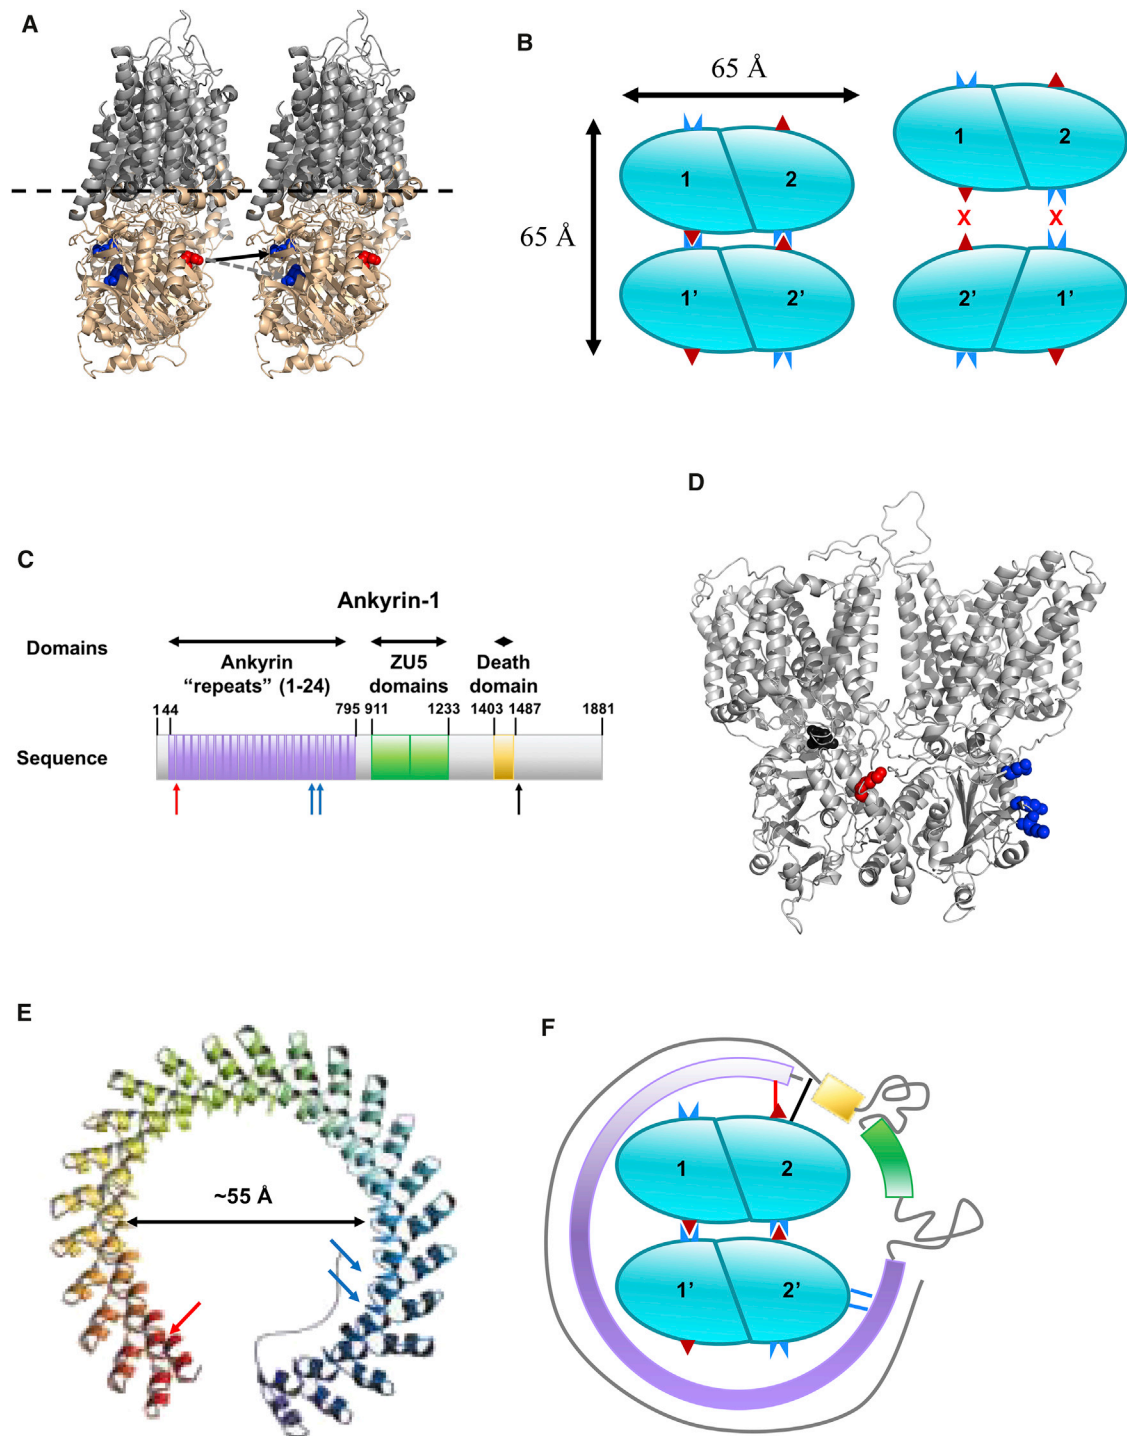 A
B
65 Å
65 Å
1
2
1’
2’
1
2
X
X
2’
1’
C
Ankyrin-1
Domains
Ankyrin
“repeats” (1-24)
ZU5
domains
Death
domain
1 44
795
911
1233
1403
1487
1881
Sequence
D
E
~55 Å
F
1
2
1’
2’